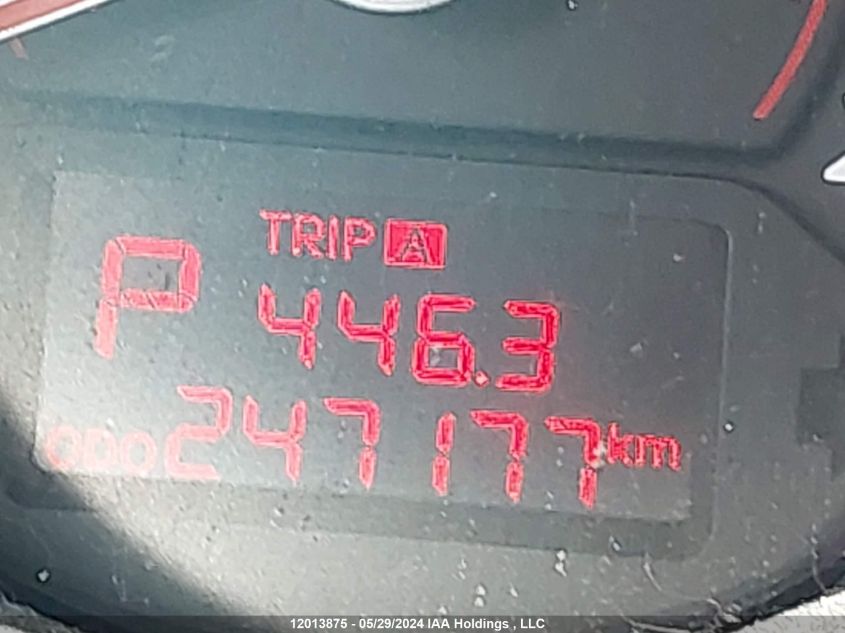 TRIP A
P 446.3
ODO 247177 km
12013875 - 05/29/2024 IAA Holdings , LLC